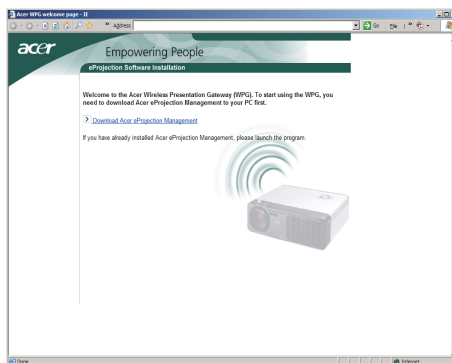 Acer WPG welcome page - II
Address
Go
acer
Empowering People
eProjection Software Installation
Welcome to the Acer Wireless Presentation Gateway (WPG). To start using the WPG, you
need to download Acer eProjection Management to your PC first.
Download Acer eProjection Management
If you have already installed Acer eProjection Management, please launch the program.
Done
Internet